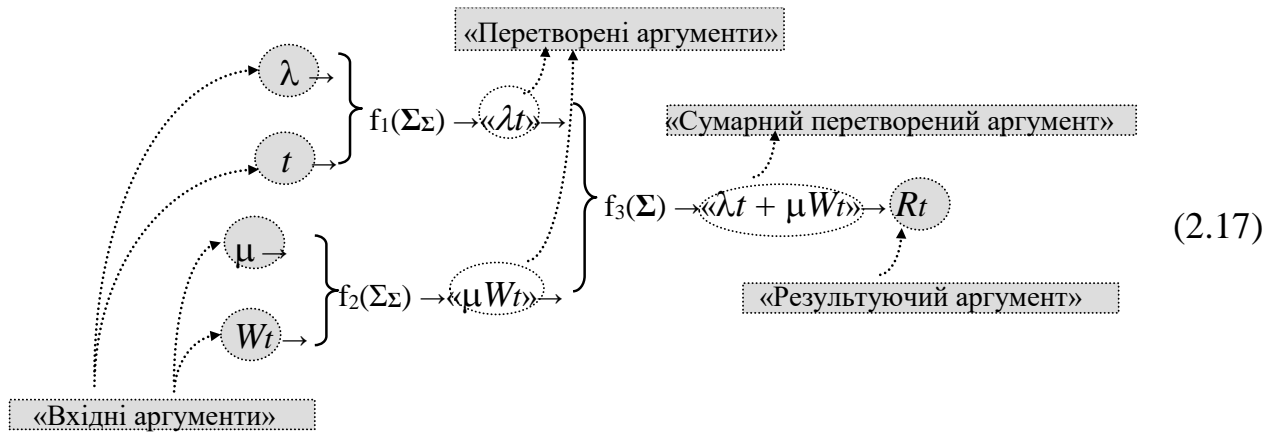 «Перетворені аргументи»
λ →
f₁(ΣΣ) → «λt» →
«Сумарний перетворений аргумент»
t →
f₃(Σ) → «λt + μWt» → Rt
(2.17)
μ →
f₂(ΣΣ) → «μWt» →
«Результуючий аргумент»
Wt →
«Вхідні аргументи»